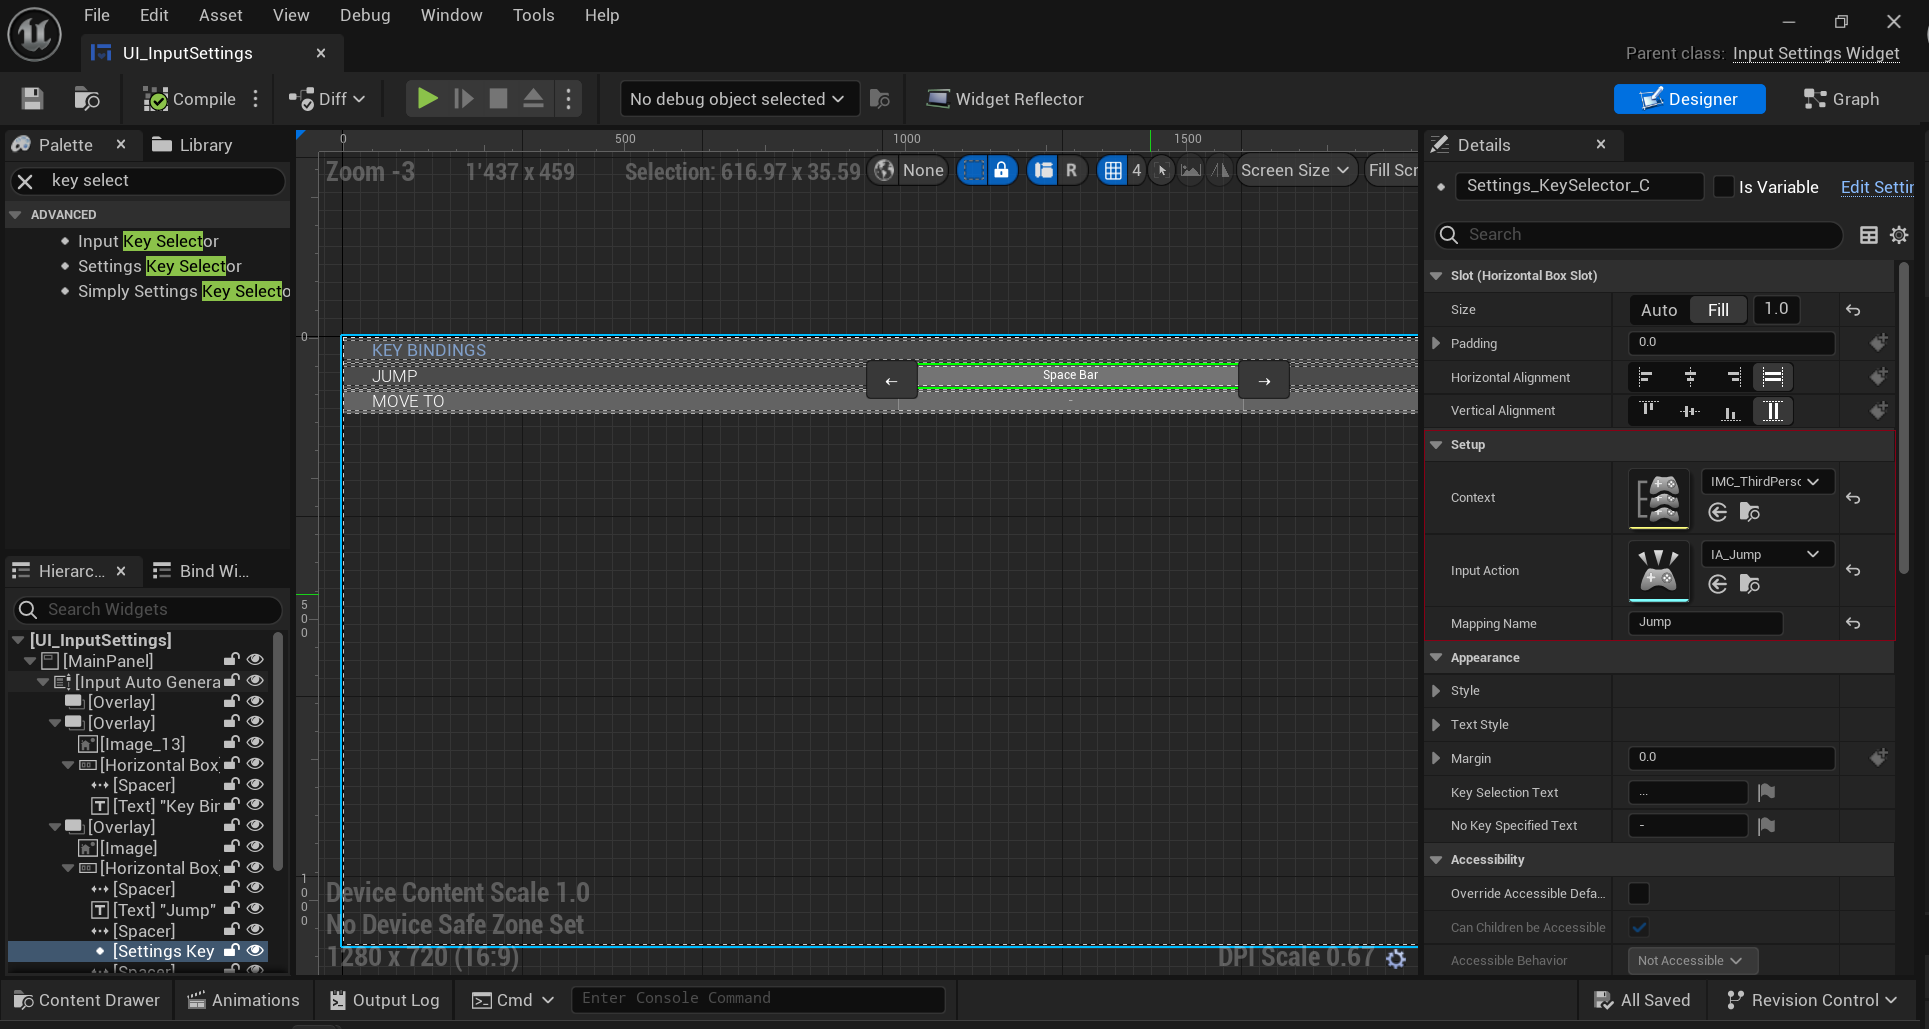 File Edit Asset View Debug Window Tools Help
UI_InputSettings
Parent class: Input Settings Widget
Compile Diff No debug object selected Widget Reflector Designer Graph
Palette Library
key select
ADVANCED
Input Key Selector
Settings Key Selector
Simply Settings Key Selecto
Hierarc... Bind Wi...
Search Widgets
[UI_InputSettings]
[MainPanel]
[Input Auto Genera
[Overlay]
[Overlay]
[Image_13]
[Horizontal Box
[Spacer]
[Text] "Key Bin
[Overlay]
[Image]
[Horizontal Box
[Spacer]
[Text] "Jump"
[Spacer]
[Settings Key
[Spacer]
0 500 1000 1500
Zoom -3 1'437 x 459 Selection: 616.97 x 35.59 None R 4 Screen Size Fill Scr
0
500
1000
KEY BINDINGS
JUMP ← Space Bar →
MOVE TO -
Device Content Scale 1.0
No Device Safe Zone Set
1280 x 720 (16:9) DPI Scale 0.67
Details
Settings_KeySelector_C Is Variable Edit Settin
Search
Slot (Horizontal Box Slot)
Size Auto Fill 1.0
Padding 0.0
Horizontal Alignment
Vertical Alignment
Setup
Context IMC_ThirdPerso
Input Action IA_Jump
Mapping Name Jump
Appearance
Style
Text Style
Margin 0.0
Key Selection Text ...
No Key Specified Text -
Accessibility
Override Accessible Defa...
Can Children be Accessible
Accessible Behavior Not Accessible
Content Drawer Animations Output Log Cmd Enter Console Command All Saved Revision Control